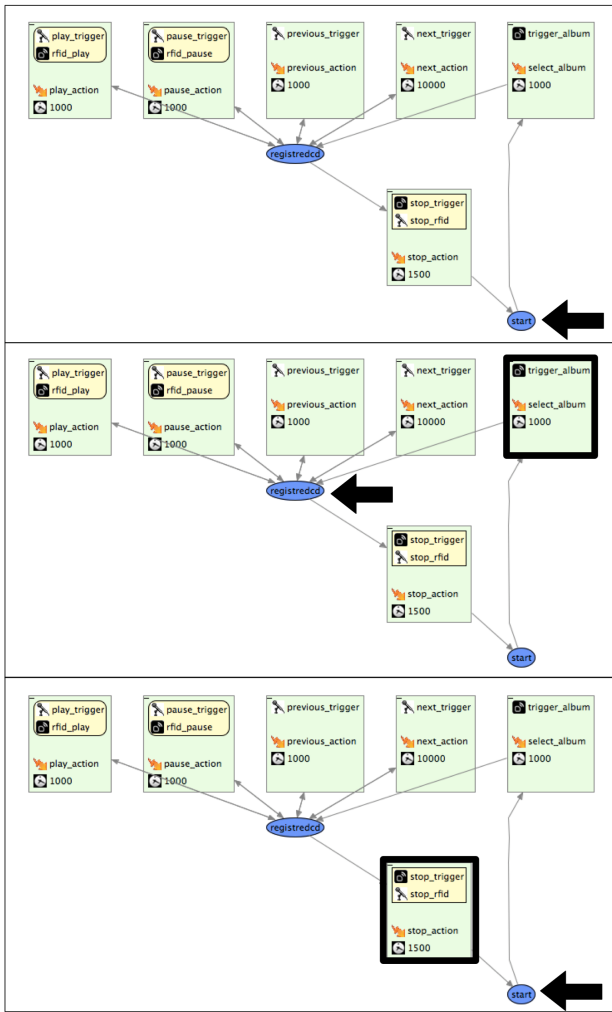 play_trigger
rfid_play
play_action
1000
pause_trigger
rfid_pause
pause_action
1000
previous_trigger
previous_action
1000
next_trigger
next_action
10000
trigger_album
select_album
1000
registredcd
stop_trigger
stop_rfid
stop_action
1500
start
play_trigger
rfid_play
play_action
1000
pause_trigger
rfid_pause
pause_action
1000
previous_trigger
previous_action
1000
next_trigger
next_action
10000
trigger_album
select_album
1000
registredcd
stop_trigger
stop_rfid
stop_action
1500
start
play_trigger
rfid_play
play_action
1000
pause_trigger
rfid_pause
pause_action
1000
previous_trigger
previous_action
1000
next_trigger
next_action
10000
trigger_album
select_album
1000
registredcd
stop_trigger
stop_rfid
stop_action
1500
start